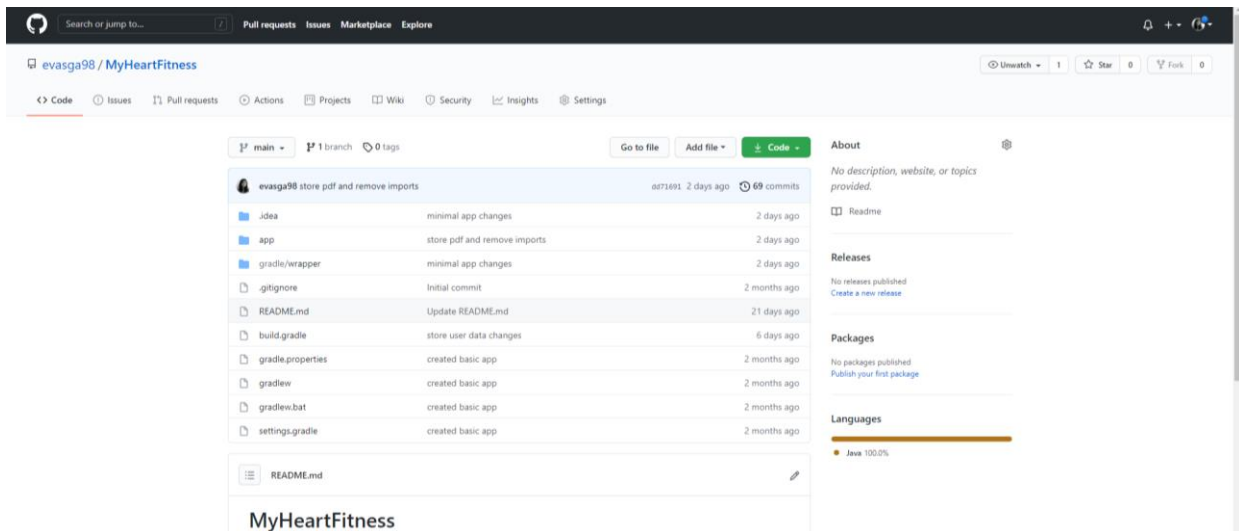 Search or jump to... /
Pull requests Issues Marketplace Explore
evasga98 / MyHeartFitness
Unwatch 1 Star 0 Fork 0
Code Issues Pull requests Actions Projects Wiki Security Insights Settings
main 1 branch 0 tags Go to file Add file Code
evasga98 store pdf and remove imports 2 days ago 69 commits
.idea minimal app changes 2 days ago
app store pdf and remove imports 2 days ago
gradle/wrapper minimal app changes 2 days ago
.gitignore Initial commit 2 months ago
README.md Update README.md 21 days ago
build.gradle store user data changes 6 days ago
gradle.properties created basic app 2 months ago
gradlew created basic app 2 months ago
gradlew.bat created basic app 2 months ago
settings.gradle created basic app 2 months ago
README.md
MyHeartFitness
About
No description, website, or topics
provided.
Readme
Releases
No releases published
Create a new release
Packages
No packages published
Publish your first package
Languages
Java 100.0%